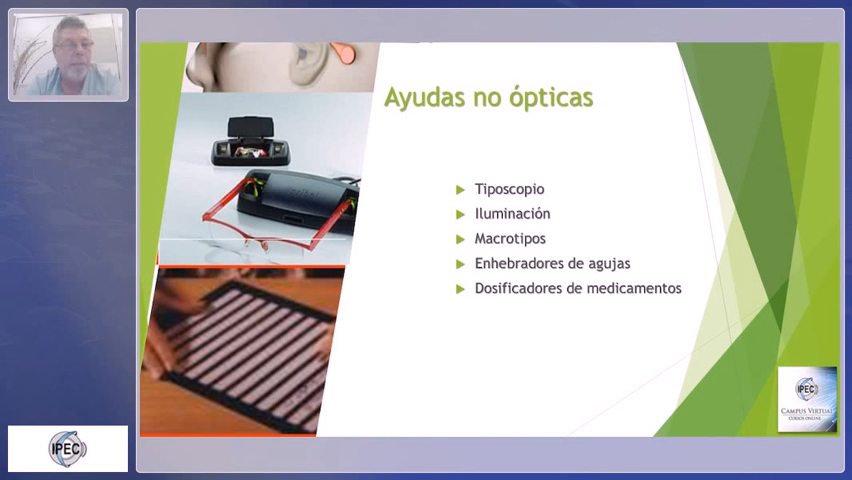 Ayudas no ópticas
Tiposcopio
Iluminación
Macrotipos
Enhebradores de agujas
Dosificadores de medicamentos
IPEC
CAMPUS VIRTUAL
CURSOS ONLINE
IPEC